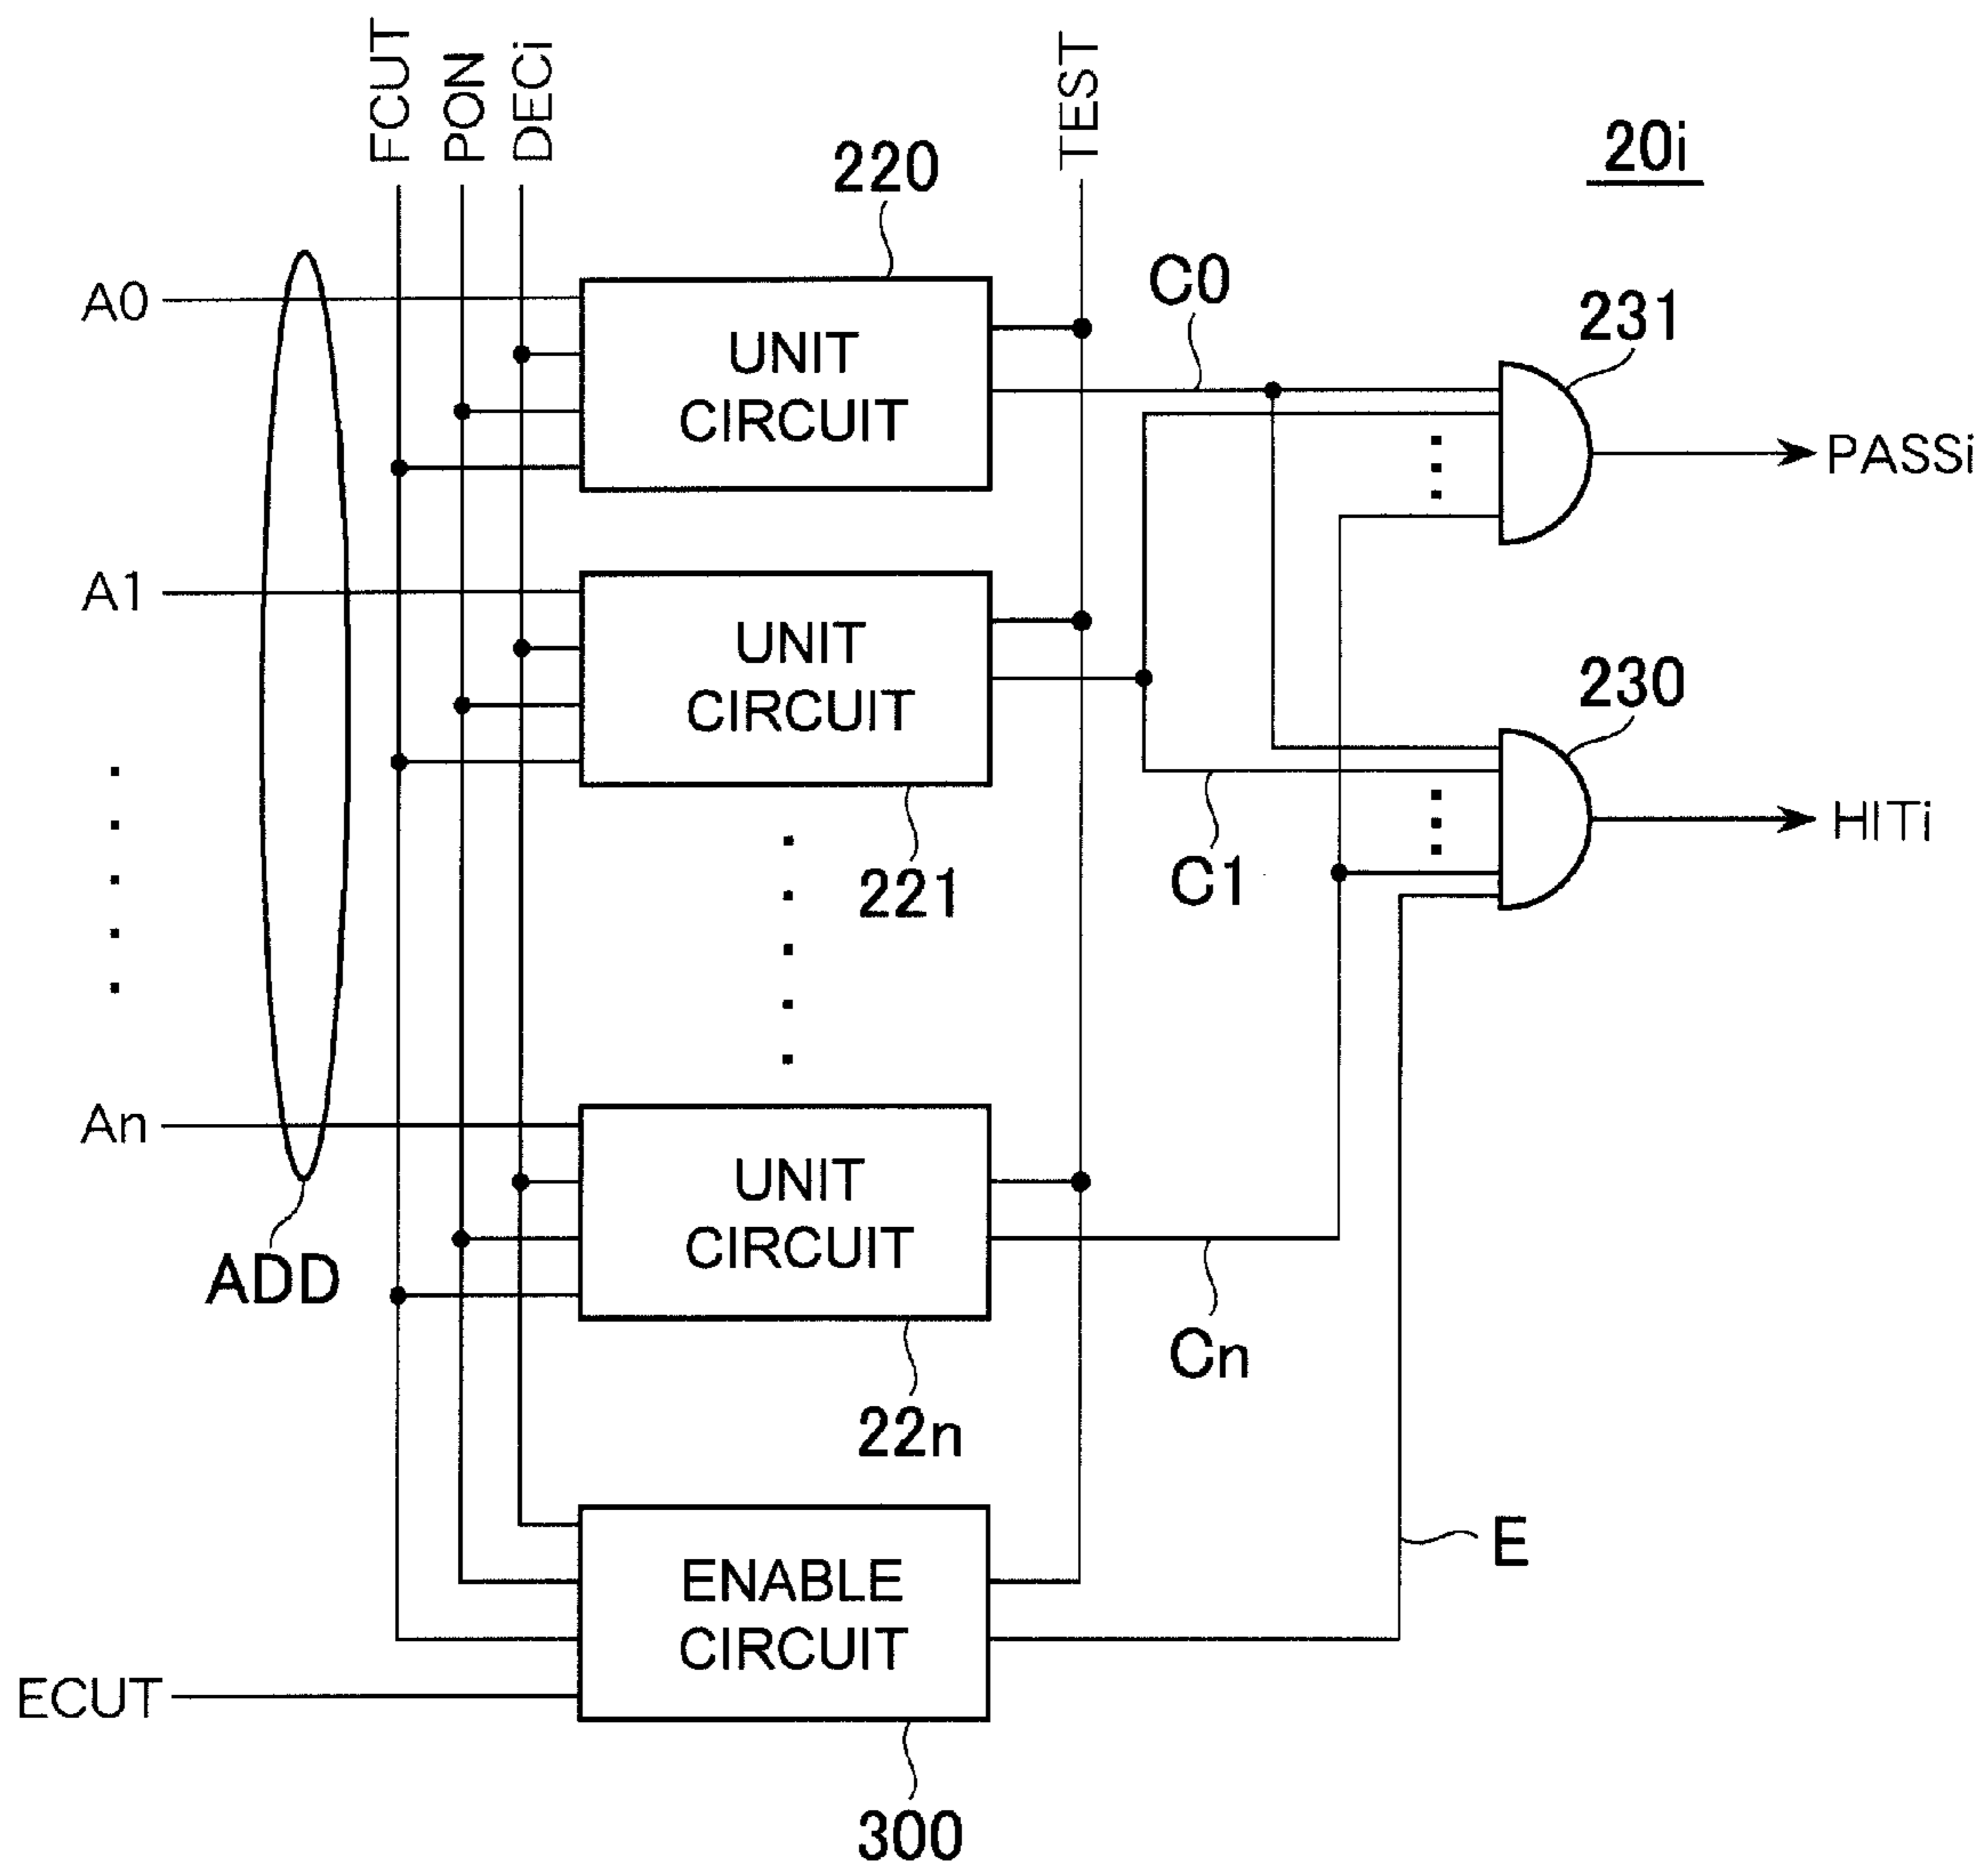 FCUT
PON
DECi
TEST
20i
220
A0
UNIT
CIRCUIT
C0
231
PASSi
A1
UNIT
CIRCUIT
221
230
C1
HITi
An
UNIT
CIRCUIT
ADD
Cn
22n
ENABLE
CIRCUIT
E
ECUT
300